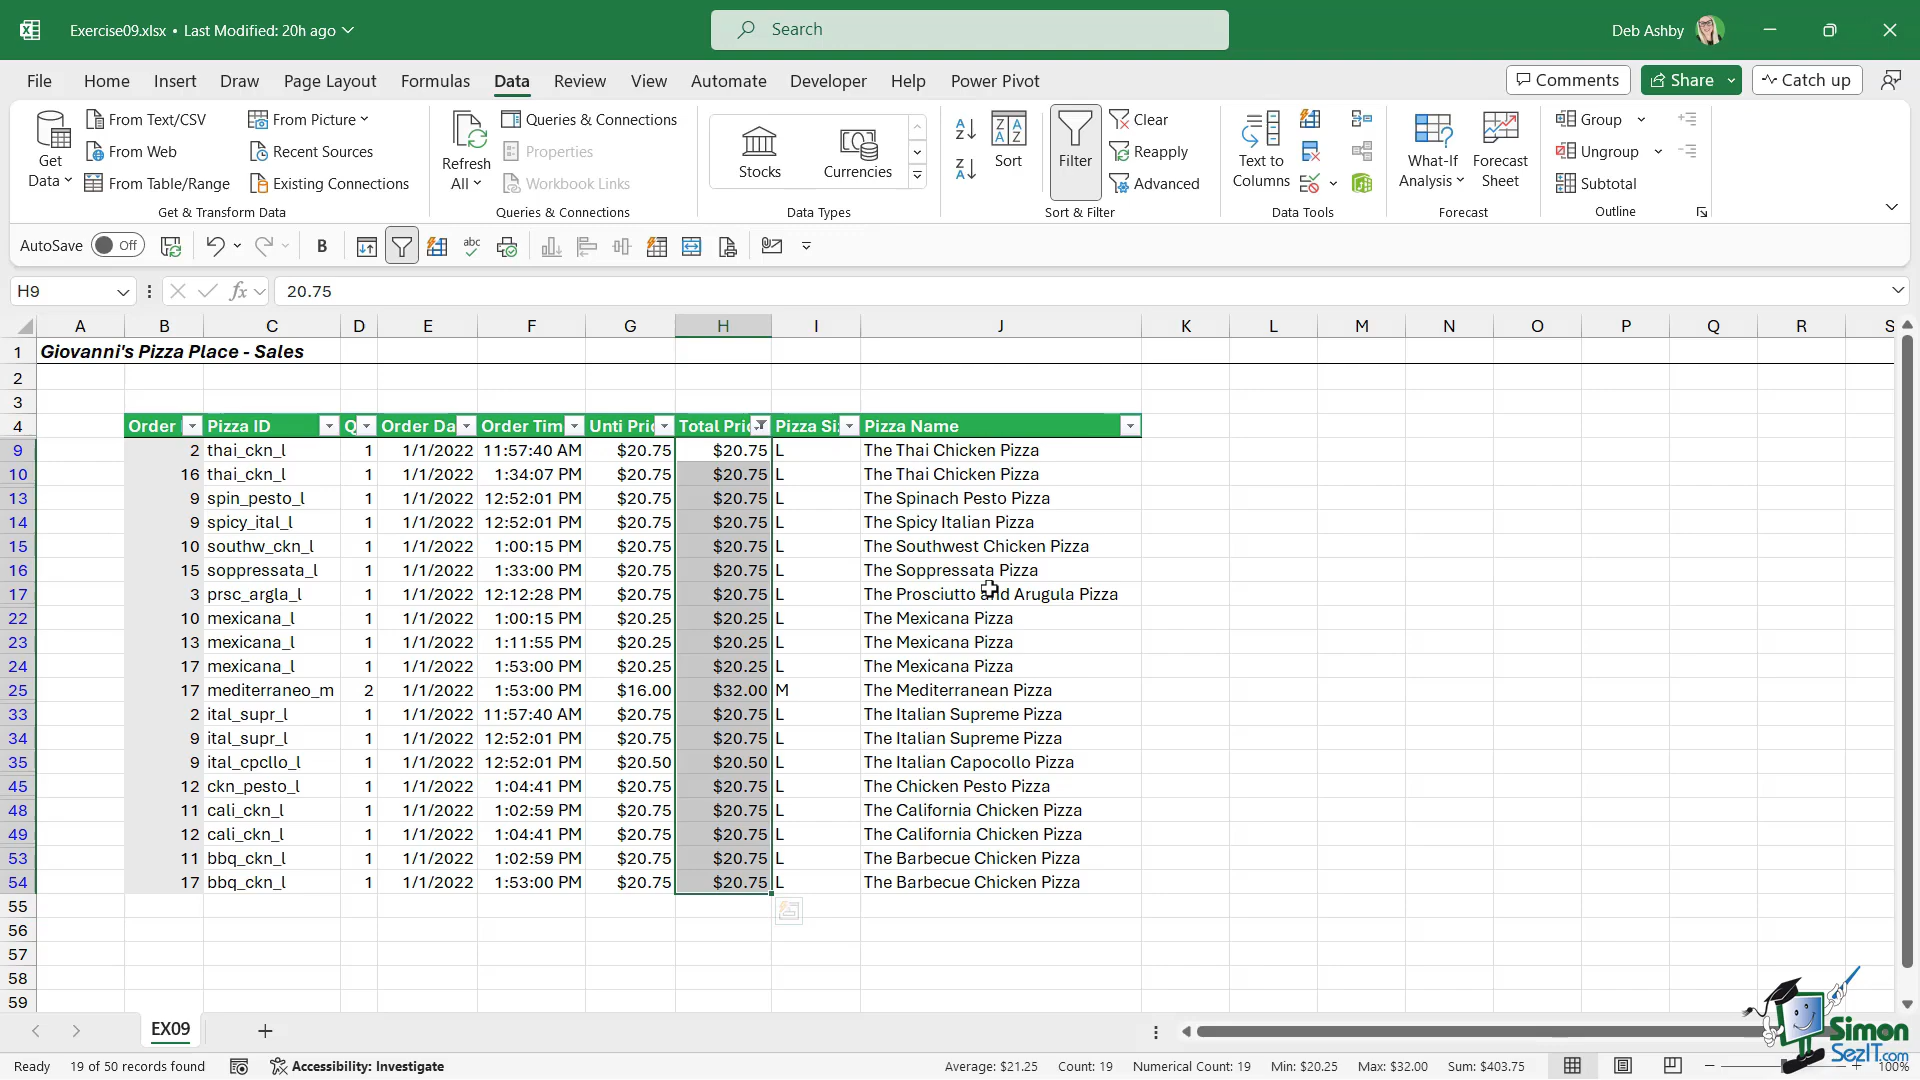 Exercise09.xlsx • Last Modified: 20h ago
Search
Deb Ashby
File Home Insert Draw Page Layout Formulas Data Review View Automate Developer Help Power Pivot
Comments Share Catch up
Get Data
From Text/CSV
From Web
From Table/Range
From Picture
Recent Sources
Existing Connections
Get & Transform Data
Refresh All
Queries & Connections
Properties
Workbook Links
Queries & Connections
Stocks
Currencies
Data Types
Sort
Filter
Clear
Reapply
Advanced
Sort & Filter
Text to Columns
Data Tools
What-If Analysis
Forecast Sheet
Forecast
Group
Ungroup
Subtotal
Outline
AutoSave Off
B
abc
H9
fx
20.75
A B C D E F G H I J K L M N O P Q R S
1 Giovanni's Pizza Place - Sales
2
3
4 Order Pizza ID Q Order Da Order Tim Unti Pric Total Pric Pizza Si Pizza Name
9 2 thai_ckn_l 1 1/1/2022 11:57:40 AM $20.75 $20.75 L The Thai Chicken Pizza
10 16 thai_ckn_l 1 1/1/2022 1:34:07 PM $20.75 $20.75 L The Thai Chicken Pizza
13 9 spin_pesto_l 1 1/1/2022 12:52:01 PM $20.75 $20.75 L The Spinach Pesto Pizza
14 9 spicy_ital_l 1 1/1/2022 12:52:01 PM $20.75 $20.75 L The Spicy Italian Pizza
15 10 southw_ckn_l 1 1/1/2022 1:00:15 PM $20.75 $20.75 L The Southwest Chicken Pizza
16 15 soppressata_l 1 1/1/2022 1:33:00 PM $20.75 $20.75 L The Soppressata Pizza
17 3 prsc_argla_l 1 1/1/2022 12:12:28 PM $20.75 $20.75 L The Prosciutto and Arugula Pizza
22 10 mexicana_l 1 1/1/2022 1:00:15 PM $20.25 $20.25 L The Mexicana Pizza
23 13 mexicana_l 1 1/1/2022 1:11:55 PM $20.25 $20.25 L The Mexicana Pizza
24 17 mexicana_l 1 1/1/2022 1:53:00 PM $20.25 $20.25 L The Mexicana Pizza
25 17 mediterraneo_m 2 1/1/2022 1:53:00 PM $16.00 $32.00 M The Mediterranean Pizza
33 2 ital_supr_l 1 1/1/2022 11:57:40 AM $20.75 $20.75 L The Italian Supreme Pizza
34 9 ital_supr_l 1 1/1/2022 12:52:01 PM $20.75 $20.75 L The Italian Supreme Pizza
35 9 ital_cpcllo_l 1 1/1/2022 12:52:01 PM $20.50 $20.50 L The Italian Capocollo Pizza
45 12 ckn_pesto_l 1 1/1/2022 1:04:41 PM $20.75 $20.75 L The Chicken Pesto Pizza
48 11 cali_ckn_l 1 1/1/2022 1:02:59 PM $20.75 $20.75 L The California Chicken Pizza
49 12 cali_ckn_l 1 1/1/2022 1:04:41 PM $20.75 $20.75 L The California Chicken Pizza
53 11 bbq_ckn_l 1 1/1/2022 1:02:59 PM $20.75 $20.75 L The Barbecue Chicken Pizza
54 17 bbq_ckn_l 1 1/1/2022 1:53:00 PM $20.75 $20.75 L The Barbecue Chicken Pizza
55
56
57
58
59
EX09
Simon
SezIT.com
Ready 19 of 50 records found Accessibility: Investigate Average: $21.25 Count: 19 Numerical Count: 19 Min: $20.25 Max: $32.00 Sum: $403.75 100%